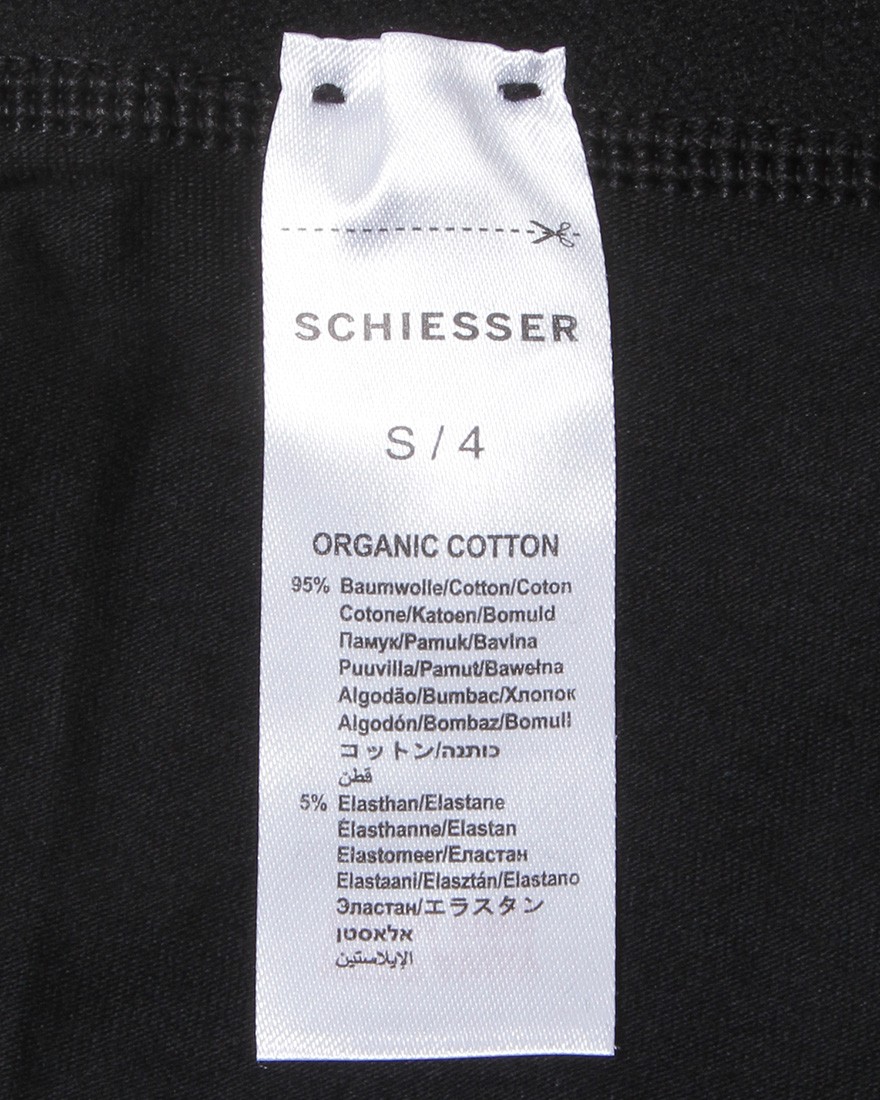 SCHIESSER
S / 4
ORGANIC COTTON
95% Baumwolle/Cotton/Coton
Cotone/Katoen/Bomuld
Памук/Pamuk/Bavlna
Puuvilla/Pamut/Bawełna
Algodão/Bumbac/Хлопок
Algodón/Bombaz/Bomull
コットン/כותנה
قطن
5% Elasthan/Elastane
Élasthanne/Elastan
Elastomeer/Еластан
Elastaani/Elasztán/Elastano
Эластан/エラスタン
אלאסטן
الإيلاستين